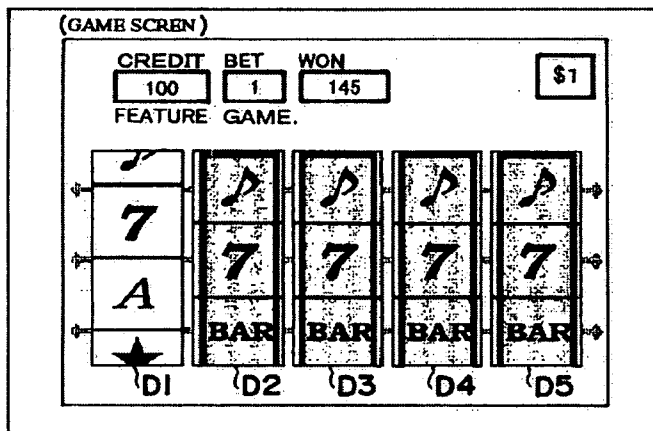 (GAME SCREN)
CREDIT BET WON
100 1 145 $1
FEATURE GAME.
7
7 7 7 7
A
BAR BAR BAR BAR
D1 D2 D3 D4 D5